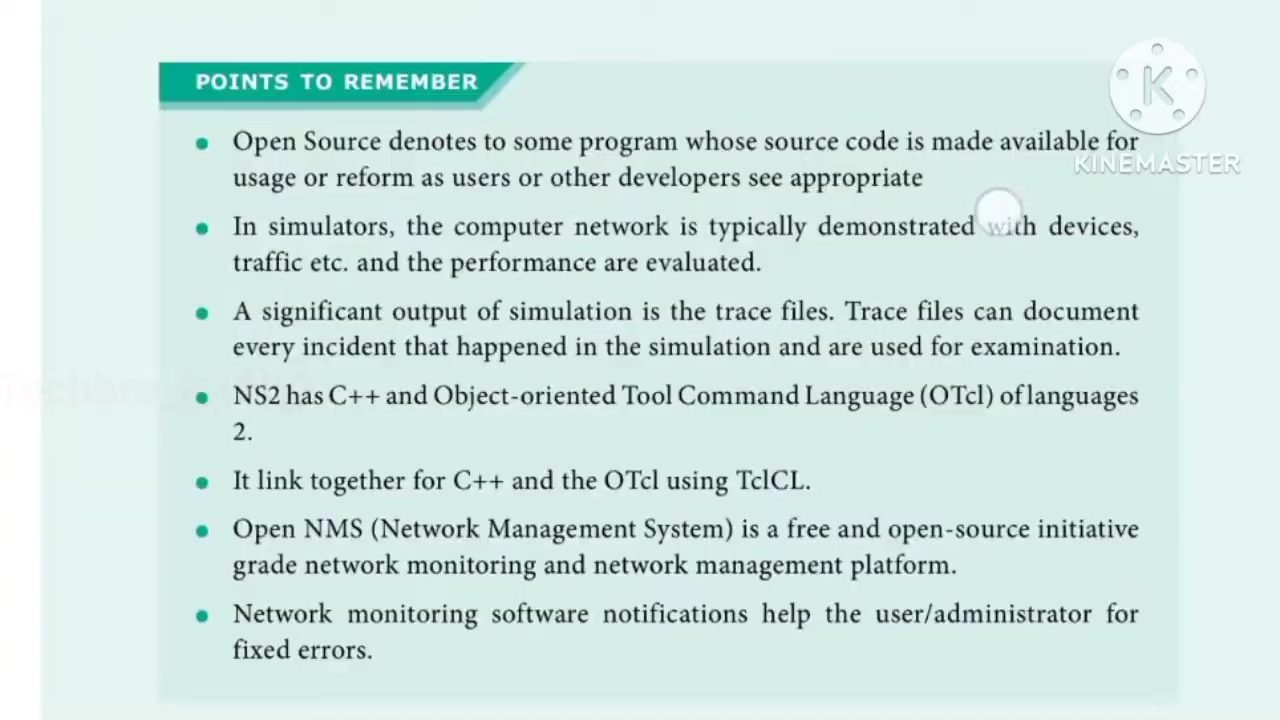 POINTS TO REMEMBER
KINEMASTER
● Open Source denotes to some program whose source code is made available for
usage or reform as users or other developers see appropriate
● In simulators, the computer network is typically demonstrated with devices,
traffic etc. and the performance are evaluated.
● A significant output of simulation is the trace files. Trace files can document
every incident that happened in the simulation and are used for examination.
● NS2 has C++ and Object-oriented Tool Command Language (OTcl) of languages
2.
● It link together for C++ and the OTcl using TclCL.
● Open NMS (Network Management System) is a free and open-source initiative
grade network monitoring and network management platform.
● Network monitoring software notifications help the user/administrator for
fixed errors.